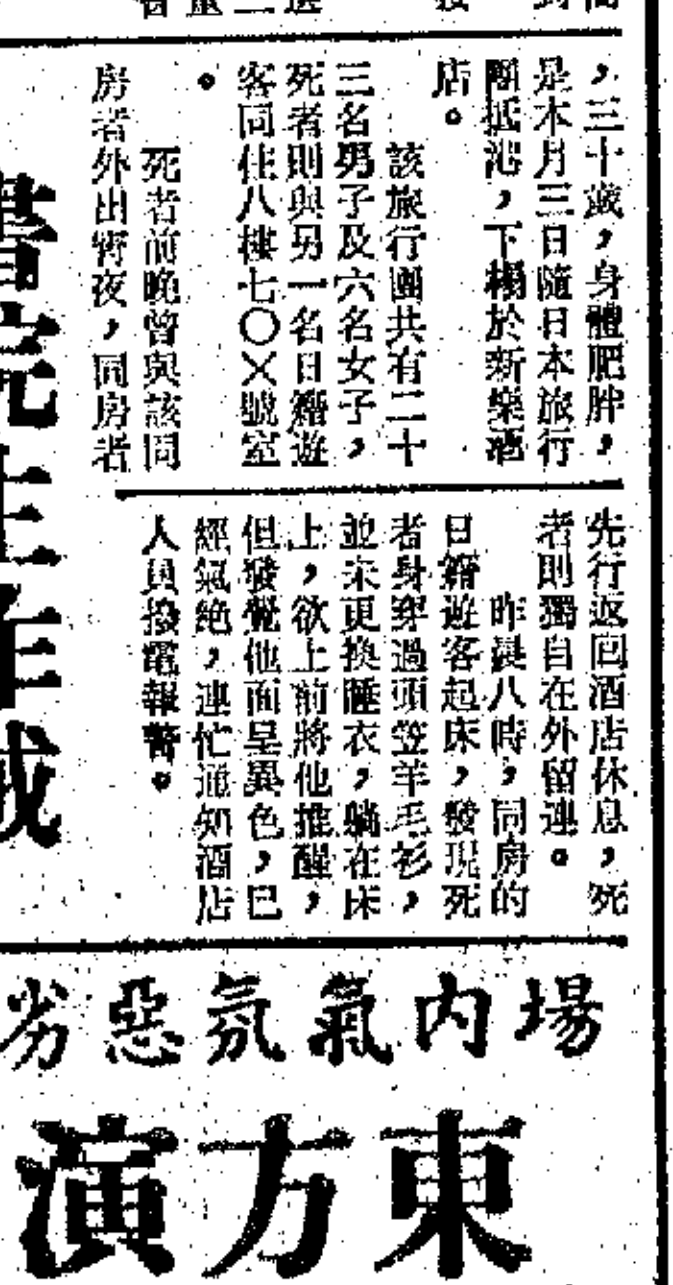 ，三十歲，身體肥胖，
是本月三日隨日本旅行
團抵港，下榻於新樂酒
店。
該旅行團共有二十
三名男子及六名女子，
死者則與另一名日籍遊
客同住八樓七〇×號室
。
死者前晚曾與該同
房者外出宵夜，同房者
先行返回酒店休息，死
者則獨自在外留連。
昨晨八時，同房的
日籍遊客起床，發現死
者身穿過頭笠羊毛衫，
並未更換睡衣，躺在床
上，欲上前將他推醒，
但發覺他面呈異色，已
經氣絕，連忙通知酒店
人員撥電報警。
書院生
場內氣氛惡劣
東方演